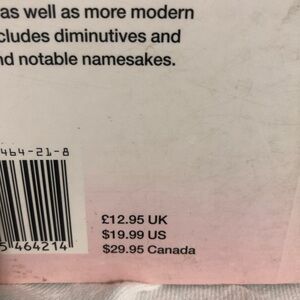 as well as more modern
cludes diminutives and
nd notable namesakes.
464-21-8
5 464214
£12.95 UK
$19.99 US
$29.95 Canada